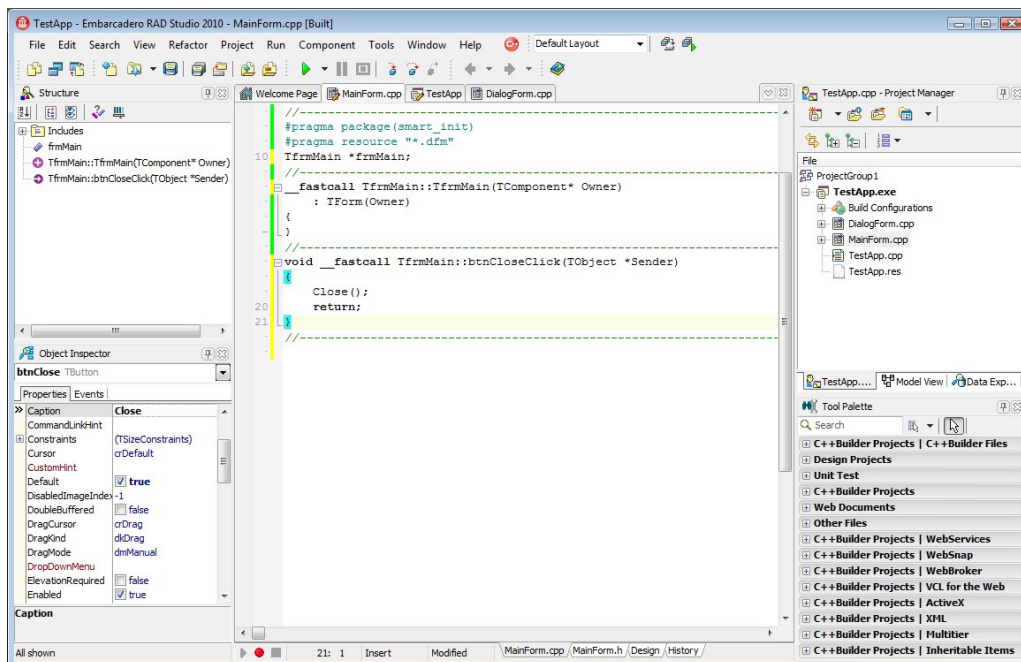 TestApp - Embarcadero RAD Studio 2010 - MainForm.cpp [Built]
File Edit Search View Refactor Project Run Component Tools Window Help Default Layout
Structure
Includes
frmMain
TfrmMain::TfrmMain(TComponent* Owner)
TfrmMain::btnCloseClick(TObject *Sender)
Object Inspector
btnClose TButton
Properties Events
Caption Close
CommandLinkHint
Constraints (TSizeConstraints)
Cursor crDefault
CustomHint
Default true
DisabledImageIndex -1
DoubleBuffered false
DragCursor crDrag
DragKind dkDrag
DragMode dmManual
DropDownMenu
ElevationRequired false
Enabled true
Caption
All shown
Welcome Page MainForm.cpp TestApp DialogForm.cpp
//---------------------------------------------------------------------------
#pragma package(smart_init)
#pragma resource "*.dfm"
10 TfrmMain *frmMain;
//---------------------------------------------------------------------------
__fastcall TfrmMain::TfrmMain(TComponent* Owner)
: TForm(Owner)
{
}
//---------------------------------------------------------------------------
void __fastcall TfrmMain::btnCloseClick(TObject *Sender)
{
Close();
20 return;
21 }
//---------------------------------------------------------------------------
21: 1 Insert Modified MainForm.cpp MainForm.h Design History
TestApp.cpp - Project Manager
File
ProjectGroup1
TestApp.exe
Build Configurations
DialogForm.cpp
MainForm.cpp
TestApp.cpp
TestApp.res
TestApp.... Model View Data Exp...
Tool Palette
Search
C++Builder Projects | C++Builder Files
Design Projects
Unit Test
C++Builder Projects
Web Documents
Other Files
C++Builder Projects | WebServices
C++Builder Projects | WebSnap
C++Builder Projects | WebBroker
C++Builder Projects | VCL for the Web
C++Builder Projects | ActiveX
C++Builder Projects | XML
C++Builder Projects | Multitier
C++Builder Projects | Inheritable Items